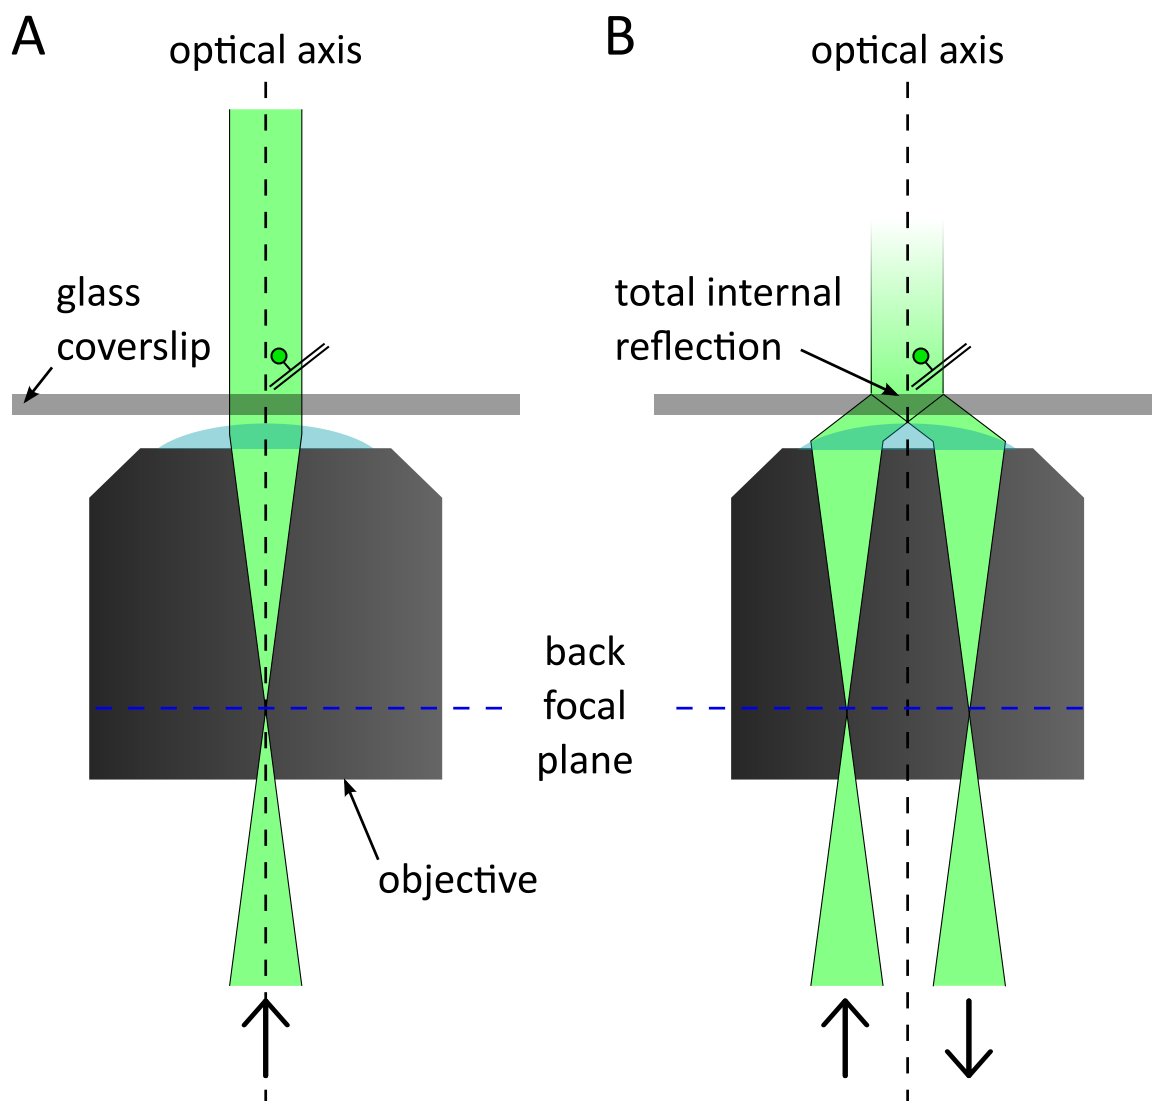 A
optical axis
glass
coverslip
objective
back
focal
plane
B
optical axis
total internal
reflection